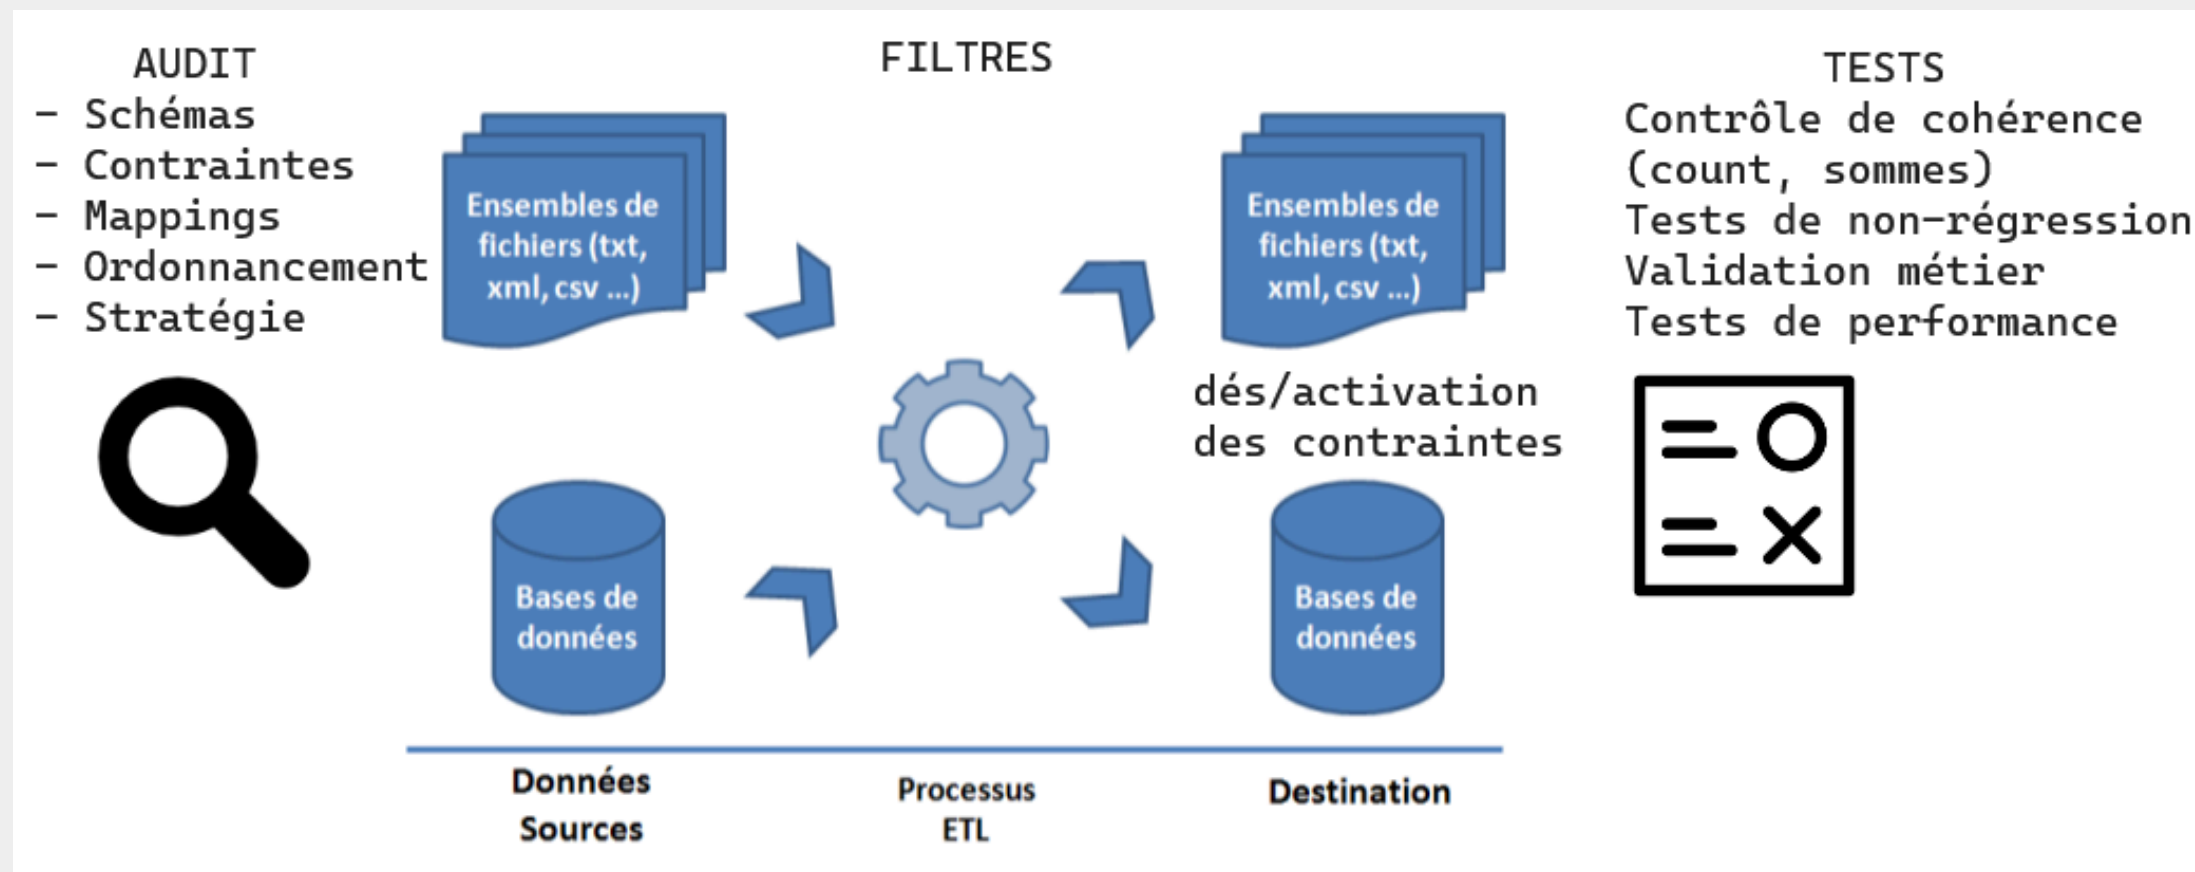 AUDIT
- Schémas
- Contraintes
- Mappings
- Ordonnancement
- Stratégie
Ensembles de
fichiers (txt,
xml, csv ...)
Bases de
données
Données
Sources
FILTRES
Processus
ETL
Ensembles de
fichiers (txt,
xml, csv ...)
dés/activation
des contraintes
Bases de
données
Destination
TESTS
Contrôle de cohérence
(count, sommes)
Tests de non-régression
Validation métier
Tests de performance